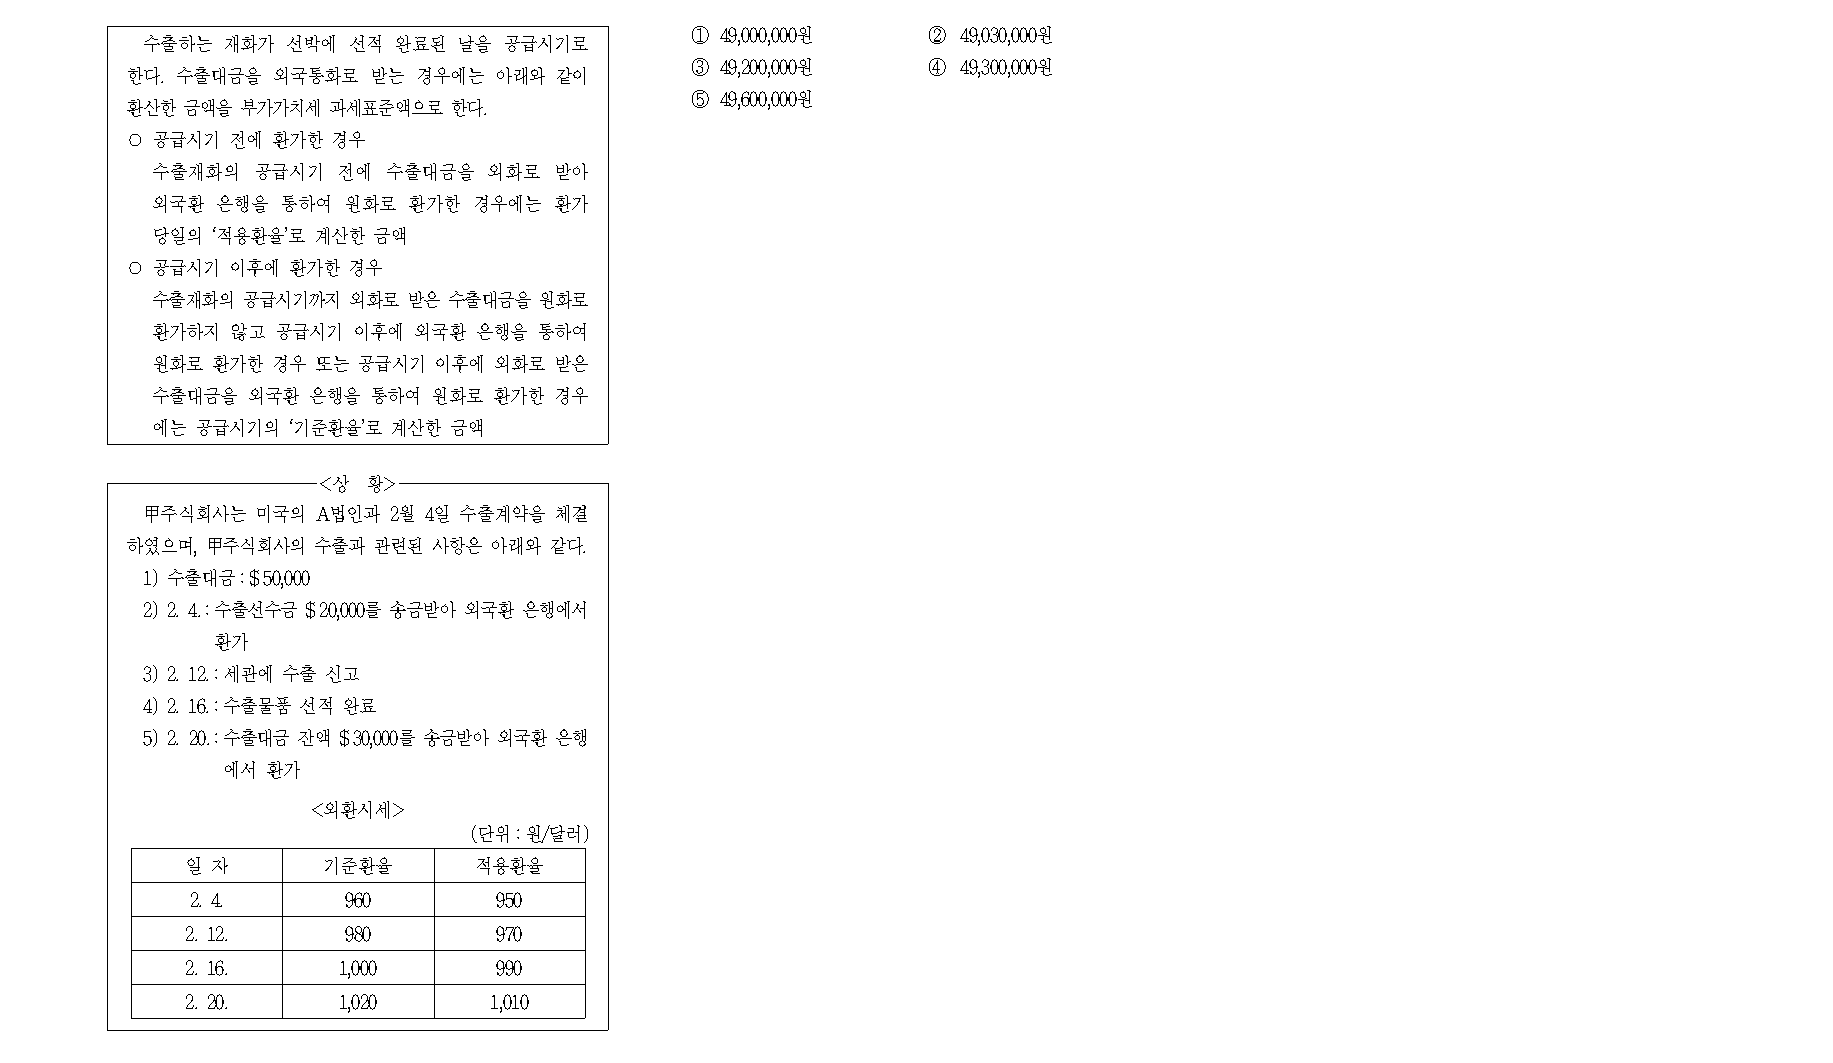 수출하는 재화가 선박에 선적 완료된 날을 공급시기로
한다. 수출대금을 외국통화로 받는 경우에는 아래와 같이
환산한 금액을 부가가치세 과세표준액으로 한다.
○ 공급시기 전에 환가한 경우
수출재화의 공급시기 전에 수출대금을 외화로 받아
외국환 은행을 통하여 원화로 환가한 경우에는 환가
당일의 ‘적용환율’로 계산한 금액
○ 공급시기 이후에 환가한 경우
수출재화의 공급시기까지 외화로 받은 수출대금을 원화로
환가하지 않고 공급시기 이후에 외국환 은행을 통하여
원화로 환가한 경우 또는 공급시기 이후에 외화로 받은
수출대금을 외국환 은행을 통하여 원화로 환가한 경우
에는 공급시기의 ‘기준환율’로 계산한 금액
<상 황>
甲주식회사는 미국의 A법인과 2월 4일 수출계약을 체결
하였으며, 甲주식회사의 수출과 관련된 사항은 아래와 같다.
1) 수출대금 : $50,000
2) 2. 4. : 수출선수금 $20,000를 송금받아 외국환 은행에서
환가
3) 2. 12. : 세관에 수출 신고
4) 2. 16. : 수출물품 선적 완료
5) 2. 20. : 수출대금 잔액 $30,000를 송금받아 외국환 은행
에서 환가
<외환시세>
(단위 : 원/달러)
일 자 기준환율 적용환율
2. 4. 960 950
2. 12. 980 970
2. 16. 1,000 990
2. 20. 1,020 1,010
① 49,000,000원 ② 49,030,000원
③ 49,200,000원 ④ 49,300,000원
⑤ 49,600,000원